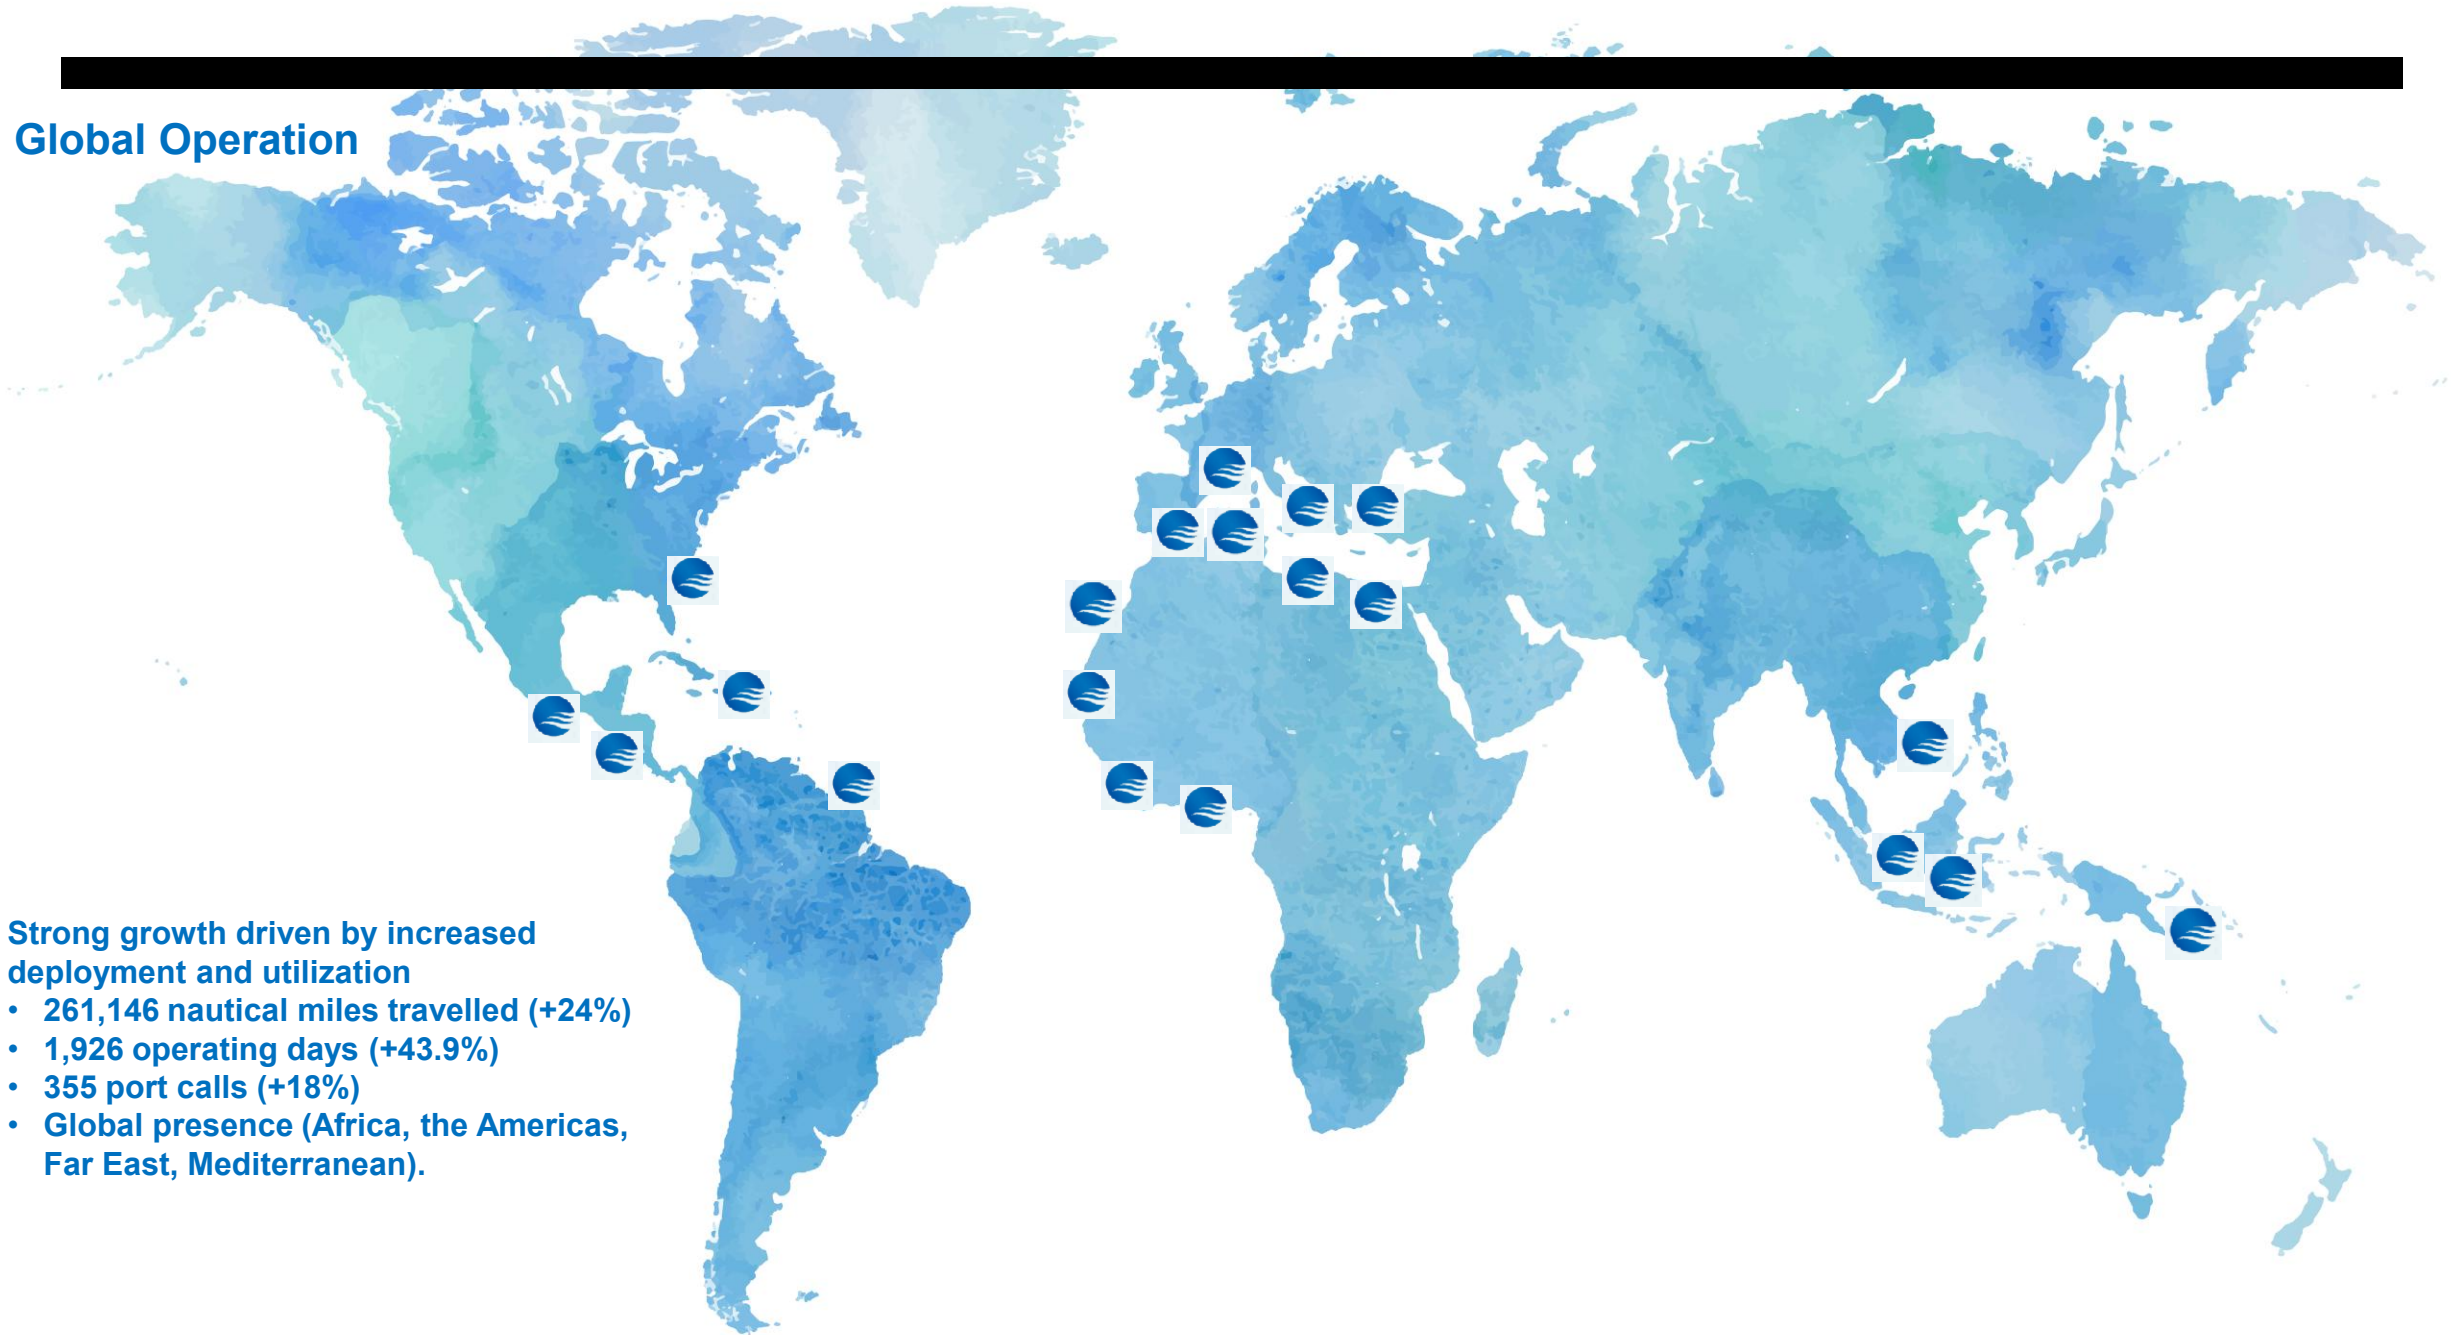 Global Operation
Strong growth driven by increased
deployment and utilization
• 261,146 nautical miles travelled (+24%)
• 1,926 operating days (+43.9%)
• 355 port calls (+18%)
• Global presence (Africa, the Americas,
Far East, Mediterranean).